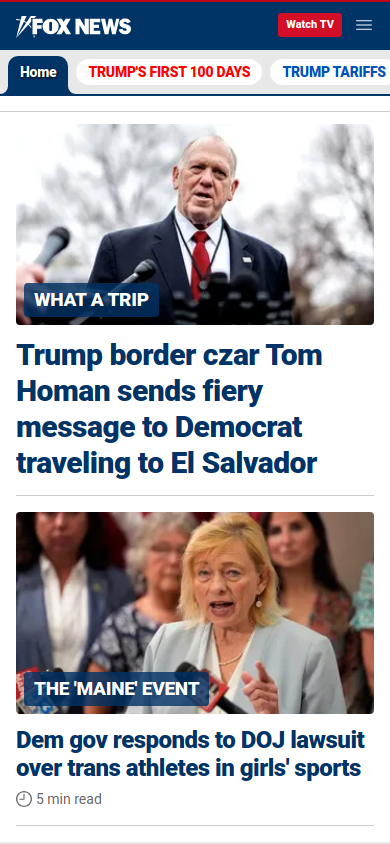 FOX NEWS
Watch TV
Home
TRUMP'S FIRST 100 DAYS
TRUMP TARIFFS
WHAT A TRIP
Trump border czar Tom
Homan sends fiery
message to Democrat
traveling to El Salvador
THE 'MAINE' EVENT
Dem gov responds to DOJ lawsuit
over trans athletes in girls' sports
5 min read